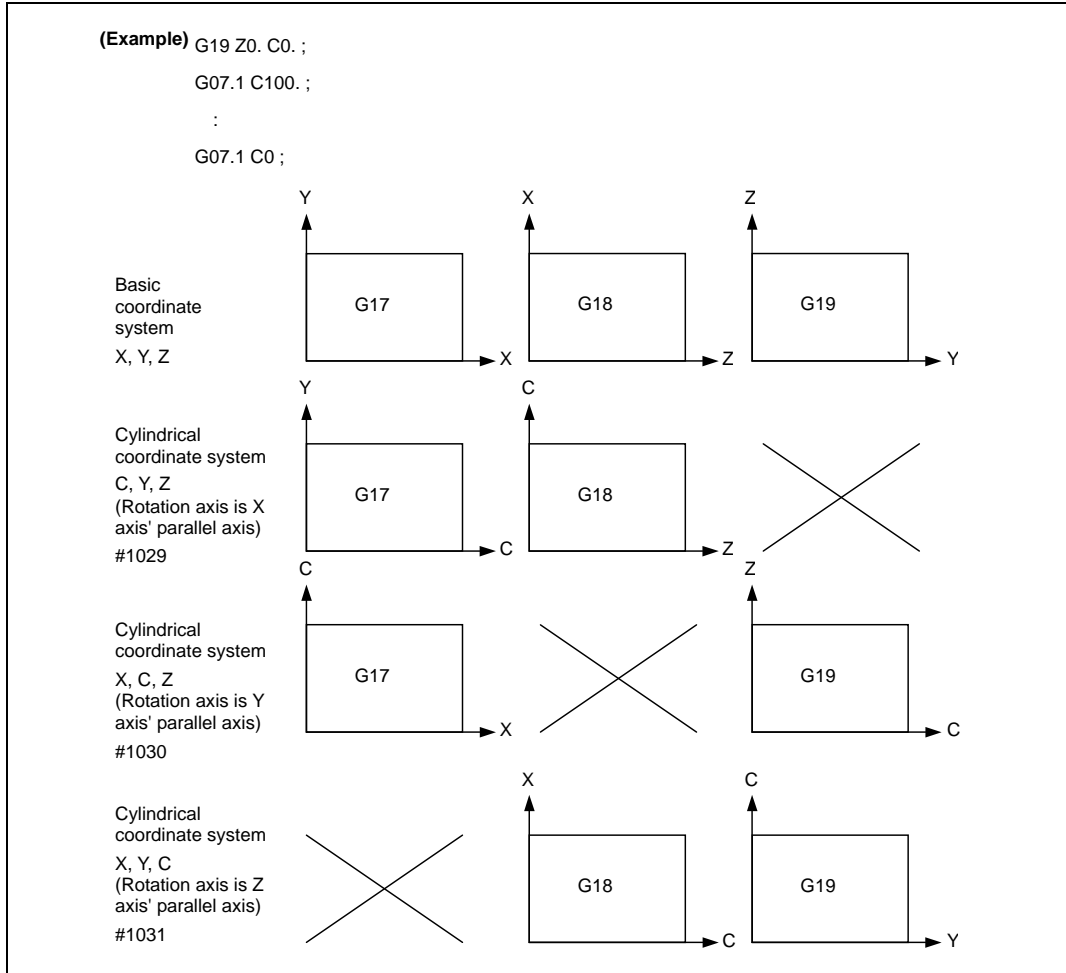 (Example) G19 Z0. C0. ;
G07.1 C100. ;
:
G07.1 C0 ;
Y X Z
Basic
coordinate
system
X, Y, Z
G17 G18 G19
X Z Y
Y C
Cylindrical
coordinate system
C, Y, Z
(Rotation axis is X
axis' parallel axis)
#1029
G17 G18
C Z
C Z
Cylindrical
coordinate system
X, C, Z
(Rotation axis is Y
axis' parallel axis)
#1030
G17 G19
X C
X C
Cylindrical
coordinate system
X, Y, C
(Rotation axis is Z
axis' parallel axis)
#1031
G18 G19
C Y